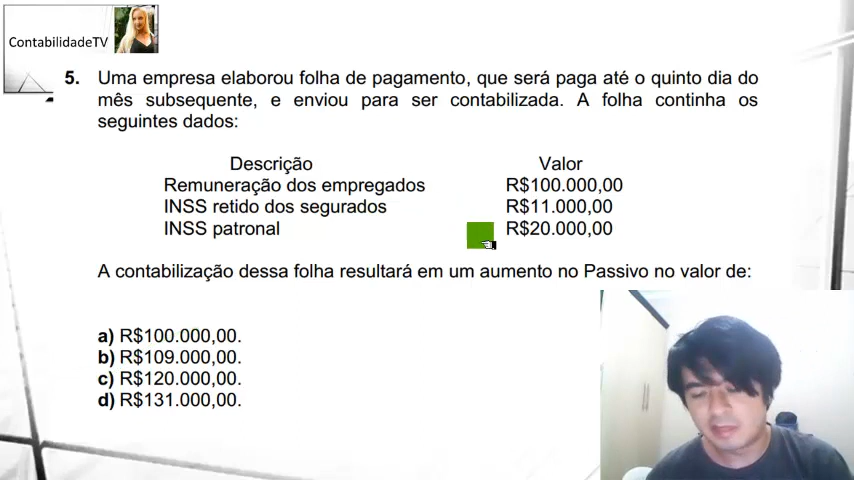 ContabilidadeTV
5. Uma empresa elaborou folha de pagamento, que será paga até o quinto dia do
mês subsequente, e enviou para ser contabilizada. A folha continha os
seguintes dados:
Descrição Valor
Remuneração dos empregados R$100.000,00
INSS retido dos segurados R$11.000,00
INSS patronal R$20.000,00
A contabilização dessa folha resultará em um aumento no Passivo no valor de:
a) R$100.000,00.
b) R$109.000,00.
c) R$120.000,00.
d) R$131.000,00.